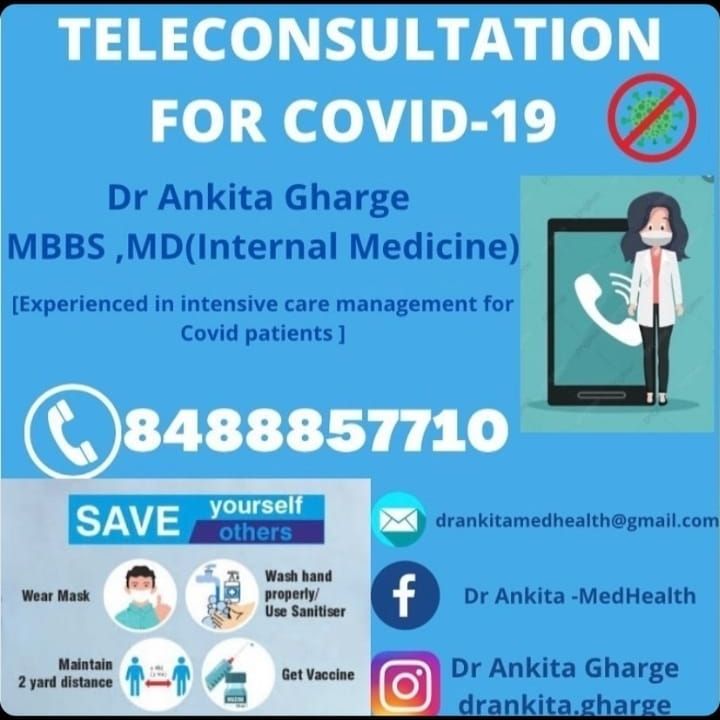 TELECONSULTATION
FOR COVID-19
Dr Ankita Gharge
MBBS ,MD(Internal Medicine)
[Experienced in intensive care management for
Covid patients ]
8488857710
SAVE yourself
others
Wear Mask
Wash hand
properly/
Use Sanitiser
Maintain
2 yard distance
Get Vaccine
drankitamedhealth@gmail.com
Dr Ankita -MedHealth
Dr Ankita Gharge
drankita.gharge